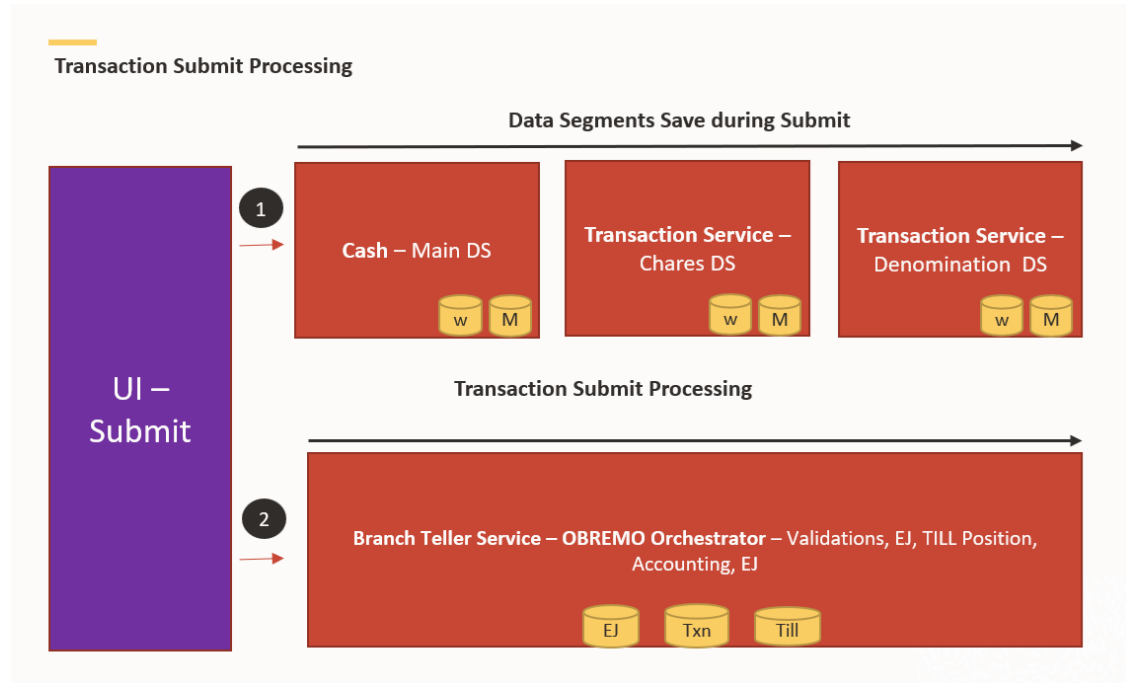 Transaction Submit Processing
Data Segments Save during Submit
UI –
Submit
1
Cash – Main DS
w
M
Transaction Service –
Chares DS
w
M
Transaction Service –
Denomination DS
w
M
Transaction Submit Processing
2
Branch Teller Service – OBREMO Orchestrator – Validations, EJ, TILL Position,
Accounting, EJ
EJ
Txn
Till